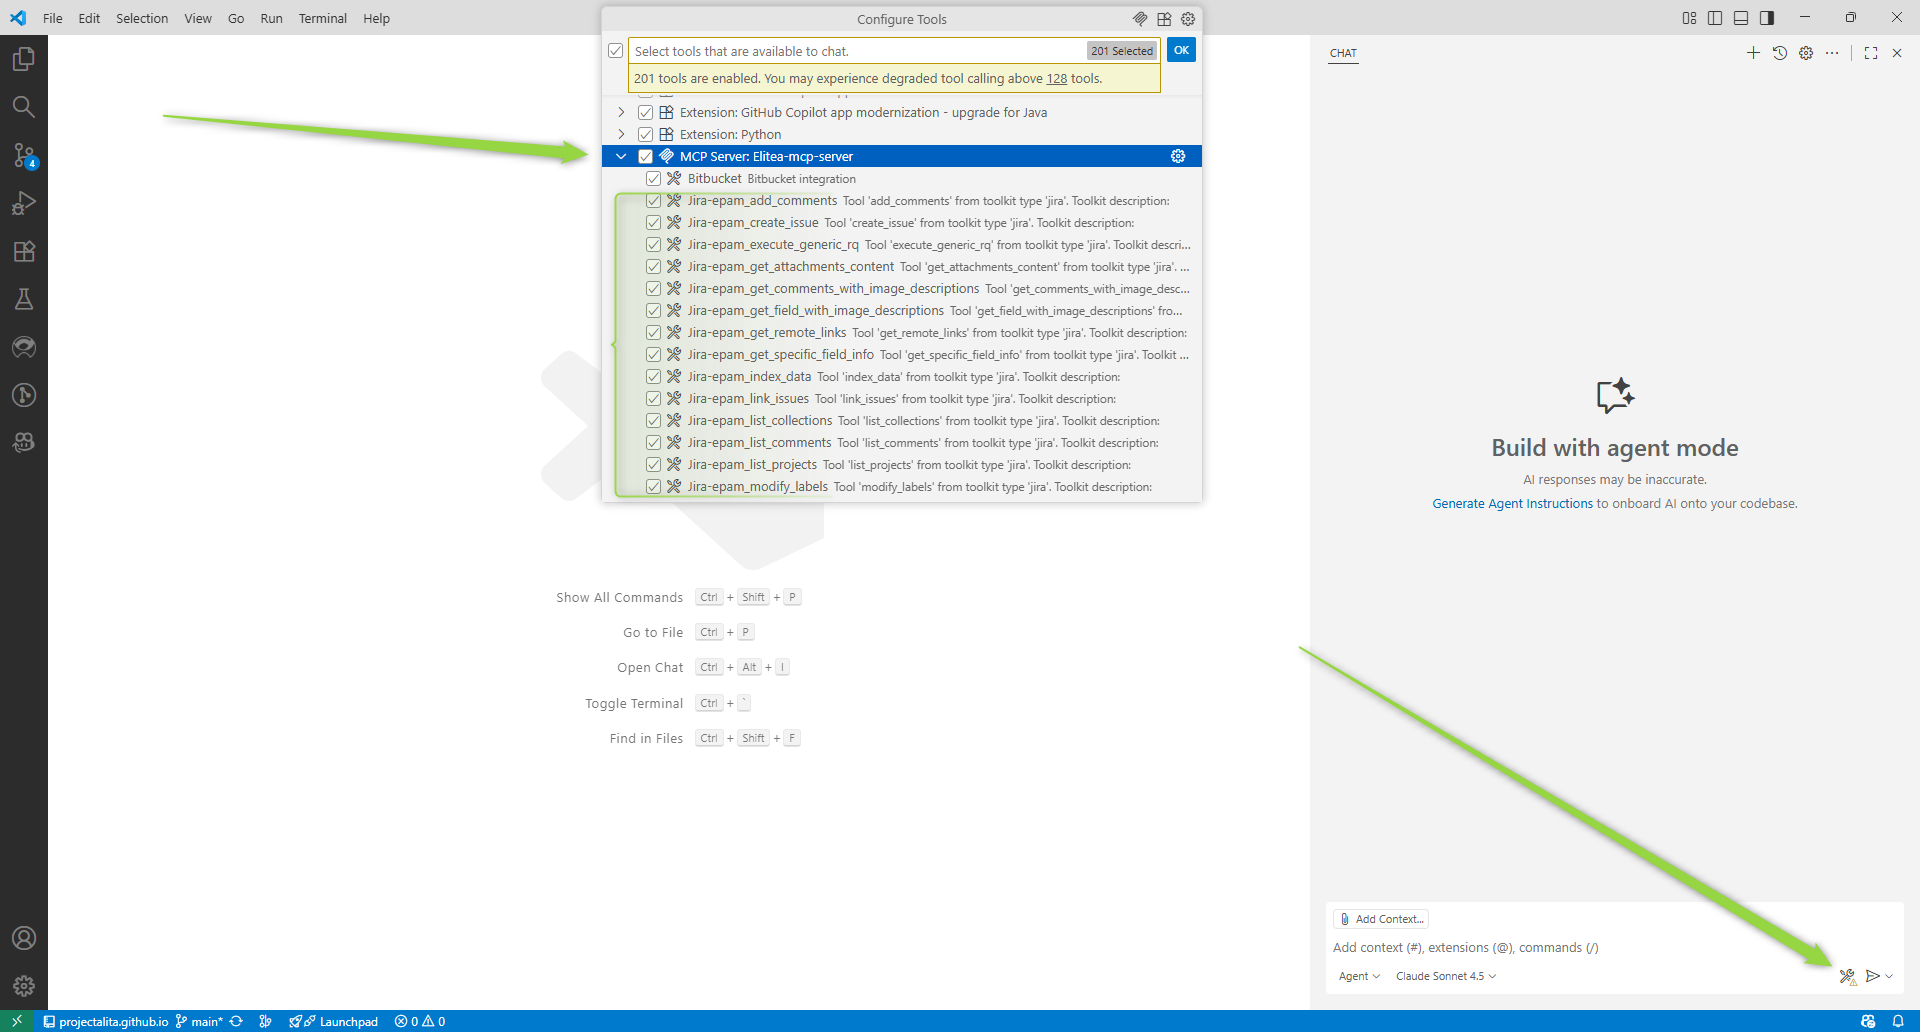 File Edit Selection View Go Run Terminal Help
Configure Tools
Select tools that are available to chat.
201 Selected
OK
201 tools are enabled. You may experience degraded tool calling above 128 tools.
Extension: GitHub Copilot app modernization - upgrade for Java
Extension: Python
MCP Server: Elitea-mcp-server
Bitbucket Bitbucket integration
Jira-epam_add_comments Tool 'add_comments' from toolkit type 'jira'. Toolkit description:
Jira-epam_create_issue Tool 'create_issue' from toolkit type 'jira'. Toolkit description:
Jira-epam_execute_generic_rq Tool 'execute_generic_rq' from toolkit type 'jira'. Toolkit descri...
Jira-epam_get_attachments_content Tool 'get_attachments_content' from toolkit type 'jira'. ...
Jira-epam_get_comments_with_image_descriptions Tool 'get_comments_with_image_desc...
Jira-epam_get_field_with_image_descriptions Tool 'get_field_with_image_descriptions' fro...
Jira-epam_get_remote_links Tool 'get_remote_links' from toolkit type 'jira'. Toolkit description:
Jira-epam_get_specific_field_info Tool 'get_specific_field_info' from toolkit type 'jira'. Toolkit ...
Jira-epam_index_data Tool 'index_data' from toolkit type 'jira'. Toolkit description:
Jira-epam_link_issues Tool 'link_issues' from toolkit type 'jira'. Toolkit description:
Jira-epam_list_collections Tool 'list_collections' from toolkit type 'jira'. Toolkit description:
Jira-epam_list_comments Tool 'list_comments' from toolkit type 'jira'. Toolkit description:
Jira-epam_list_projects Tool 'list_projects' from toolkit type 'jira'. Toolkit description:
Jira-epam_modify_labels Tool 'modify_labels' from toolkit type 'jira'. Toolkit description:
4
Show All Commands Ctrl + Shift + P
Go to File Ctrl + P
Open Chat Ctrl + Alt + I
Toggle Terminal Ctrl + `
Find in Files Ctrl + Shift + F
CHAT
Build with agent mode
AI responses may be inaccurate.
Generate Agent Instructions to onboard AI onto your codebase.
Add Context...
Add context (#), extensions (@), commands (/)
Agent Claude Sonnet 4.5
projectalita.github.io main* Launchpad 0 0